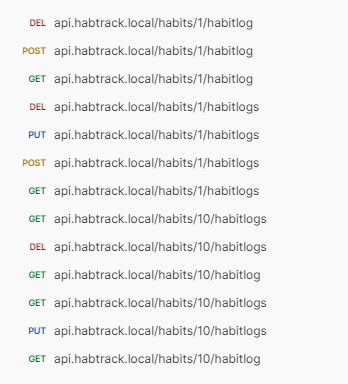 DEL api.habtrack.local/habits/1/habitlog
POST api.habtrack.local/habits/1/habitlog
GET api.habtrack.local/habits/1/habitlog
DEL api.habtrack.local/habits/1/habitlogs
PUT api.habtrack.local/habits/1/habitlogs
POST api.habtrack.local/habits/1/habitlogs
GET api.habtrack.local/habits/1/habitlogs
GET api.habtrack.local/habits/10/habitlogs
DEL api.habtrack.local/habits/10/habitlogs
GET api.habtrack.local/habits/10/habitlog
GET api.habtrack.local/habits/10/habitlogs
PUT api.habtrack.local/habits/10/habitlogs
GET api.habtrack.local/habits/10/habitlog